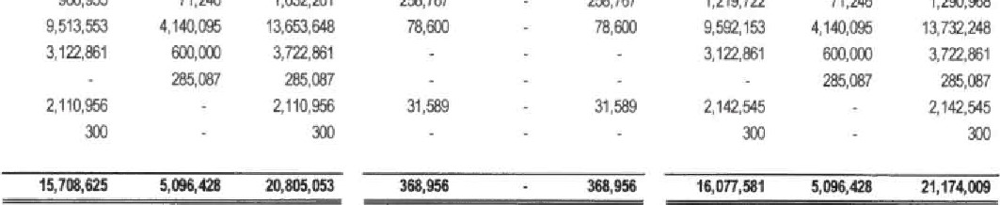 960,955 71,246 1,032,201 258,767 - 258,767 1,219,722 71,246 1,290,968
9,513,553 4,140,095 13,653,648 78,600 - 78,600 9,592,153 4,140,095 13,732,248
3,122,861 600,000 3,722,861 - - - 3,122,861 600,000 3,722,861
- 285,087 285,087 - - - - 285,087 285,087
2,110,956 - 2,110,956 31,589 - 31,589 2,142,545 - 2,142,545
300 - 300 - - - 300 - 300
15,708,625 5,096,428 20,805,053 368,956 - 368,956 16,077,581 5,096,428 21,174,009